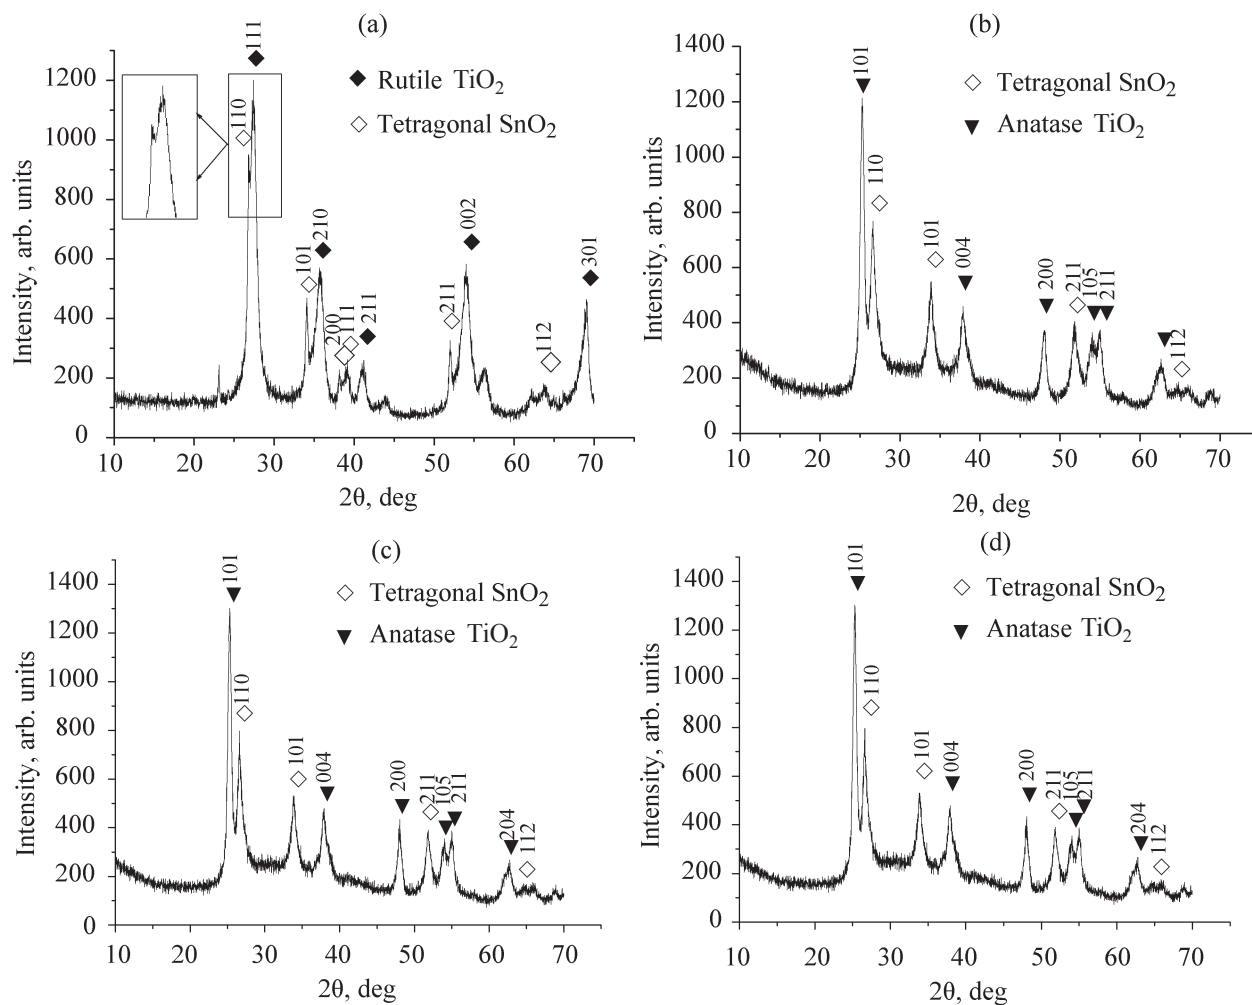 (a)
111
110
Rutile TiO2
Tetragonal SnO2
101
210
200
111
211
211
002
112
301
1200
1000
800
600
400
200
0
10 20 30 40 50 60 70
Intensity, arb. units
2θ, deg
(b)
101
110
Tetragonal SnO2
Anatase TiO2
101
004
200
211
105
211
112
1400
1200
1000
800
600
400
200
0
10 20 30 40 50 60 70
Intensity, arb. units
2θ, deg
(c)
101
110
Tetragonal SnO2
Anatase TiO2
101
004
200
211
105
211
204
112
1400
1200
1000
800
600
400
200
0
10 20 30 40 50 60 70
Intensity, arb. units
2θ, deg
(d)
101
110
Tetragonal SnO2
Anatase TiO2
101
004
200
211
105
211
204
112
1400
1200
1000
800
600
400
200
0
10 20 30 40 50 60 70
Intensity, arb. units
2θ, deg